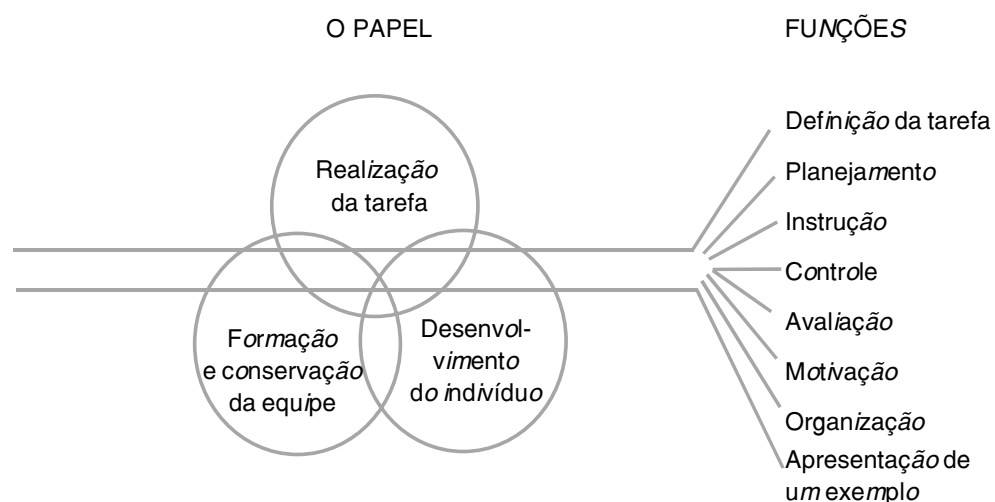 O PAPEL
FUNÇÕES
Realização
da tarefa
Formação
e conservação
da equipe
Desenvol-
vimento
do indivíduo
Definição da tarefa
Planejamento
Instrução
Controle
Avaliação
Motivação
Organização
Apresentação de
um exemplo